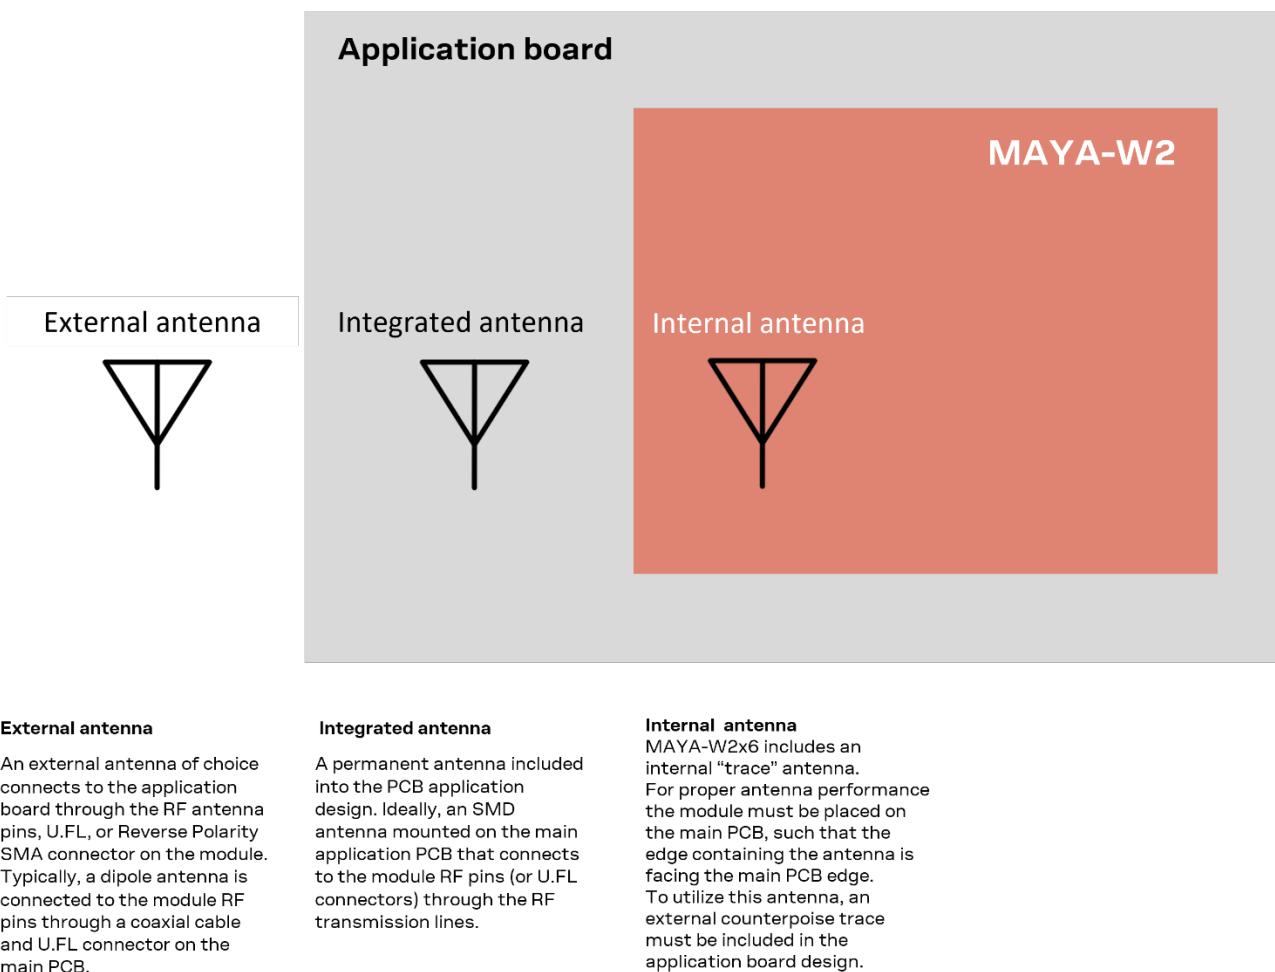 Application board
MAYA-W2
External antenna
Integrated antenna
Internal antenna
External antenna
An external antenna of choice
connects to the application
board through the RF antenna
pins, U.FL, or Reverse Polarity
SMA connector on the module.
Typically, a dipole antenna is
connected to the module RF
pins through a coaxial cable
and U.FL connector on the
main PCB.
Integrated antenna
A permanent antenna included
into the PCB application
design. Ideally, an SMD
antenna mounted on the main
application PCB that connects
to the module RF pins (or U.FL
connectors) through the RF
transmission lines.
Internal antenna
MAYA-W2x6 includes an
internal “trace” antenna.
For proper antenna performance
the module must be placed on
the main PCB, such that the
edge containing the antenna is
facing the main PCB edge.
To utilize this antenna, an
external counterpoise trace
must be included in the
application board design.